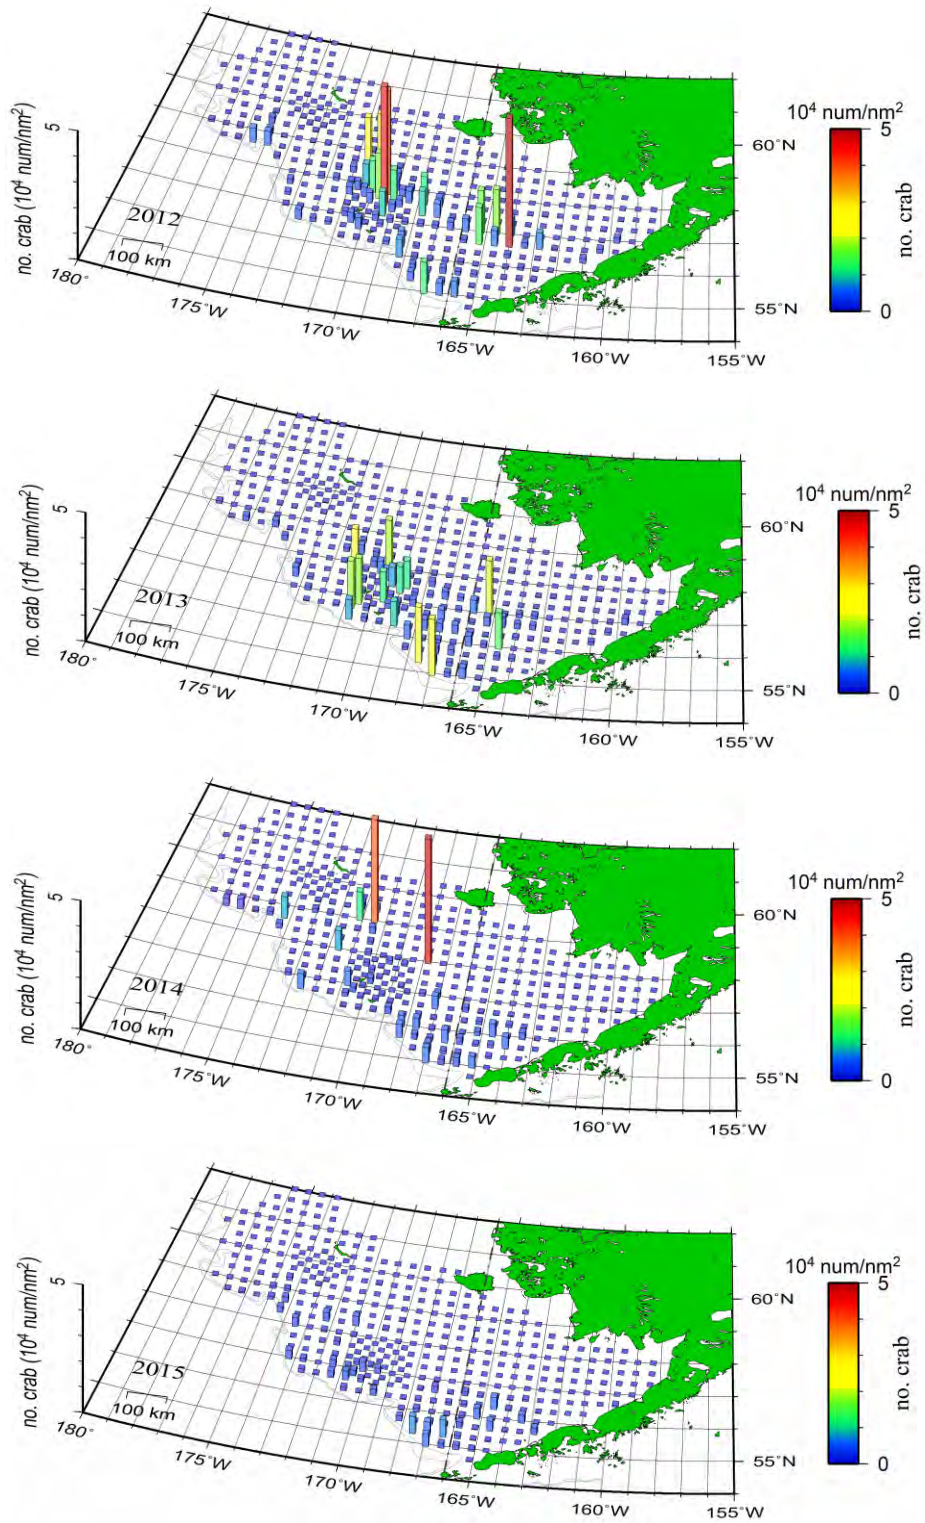 10⁴ num/nm²
5
5
60˚N
no. crab
no. crab (10⁴ num/nm²)
2012
100 km
0
180˚
55˚N
175˚W
170˚W
165˚W
160˚W
155˚W
10⁴ num/nm²
5
5
60˚N
no. crab
no. crab (10⁴ num/nm²)
2013
100 km
0
180˚
55˚N
175˚W
170˚W
165˚W
160˚W
155˚W
10⁴ num/nm²
5
5
60˚N
no. crab
no. crab (10⁴ num/nm²)
2014
100 km
0
180˚
55˚N
175˚W
170˚W
165˚W
160˚W
155˚W
10⁴ num/nm²
5
5
60˚N
no. crab
no. crab (10⁴ num/nm²)
2015
100 km
0
180˚
55˚N
175˚W
170˚W
165˚W
160˚W
155˚W